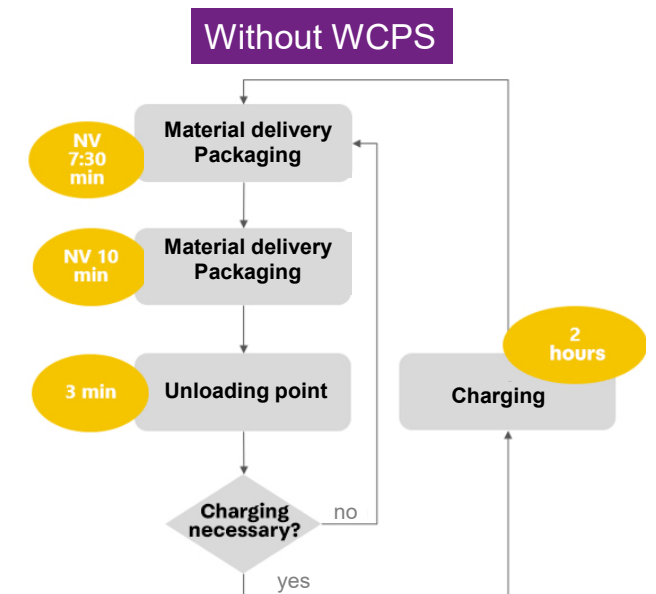 Without WCPS
NV
7:30
min
Material delivery
Packaging
NV 10
min
Material delivery
Packaging
2
hours
3 min
Unloading point
Charging
Charging
necessary?
no
yes